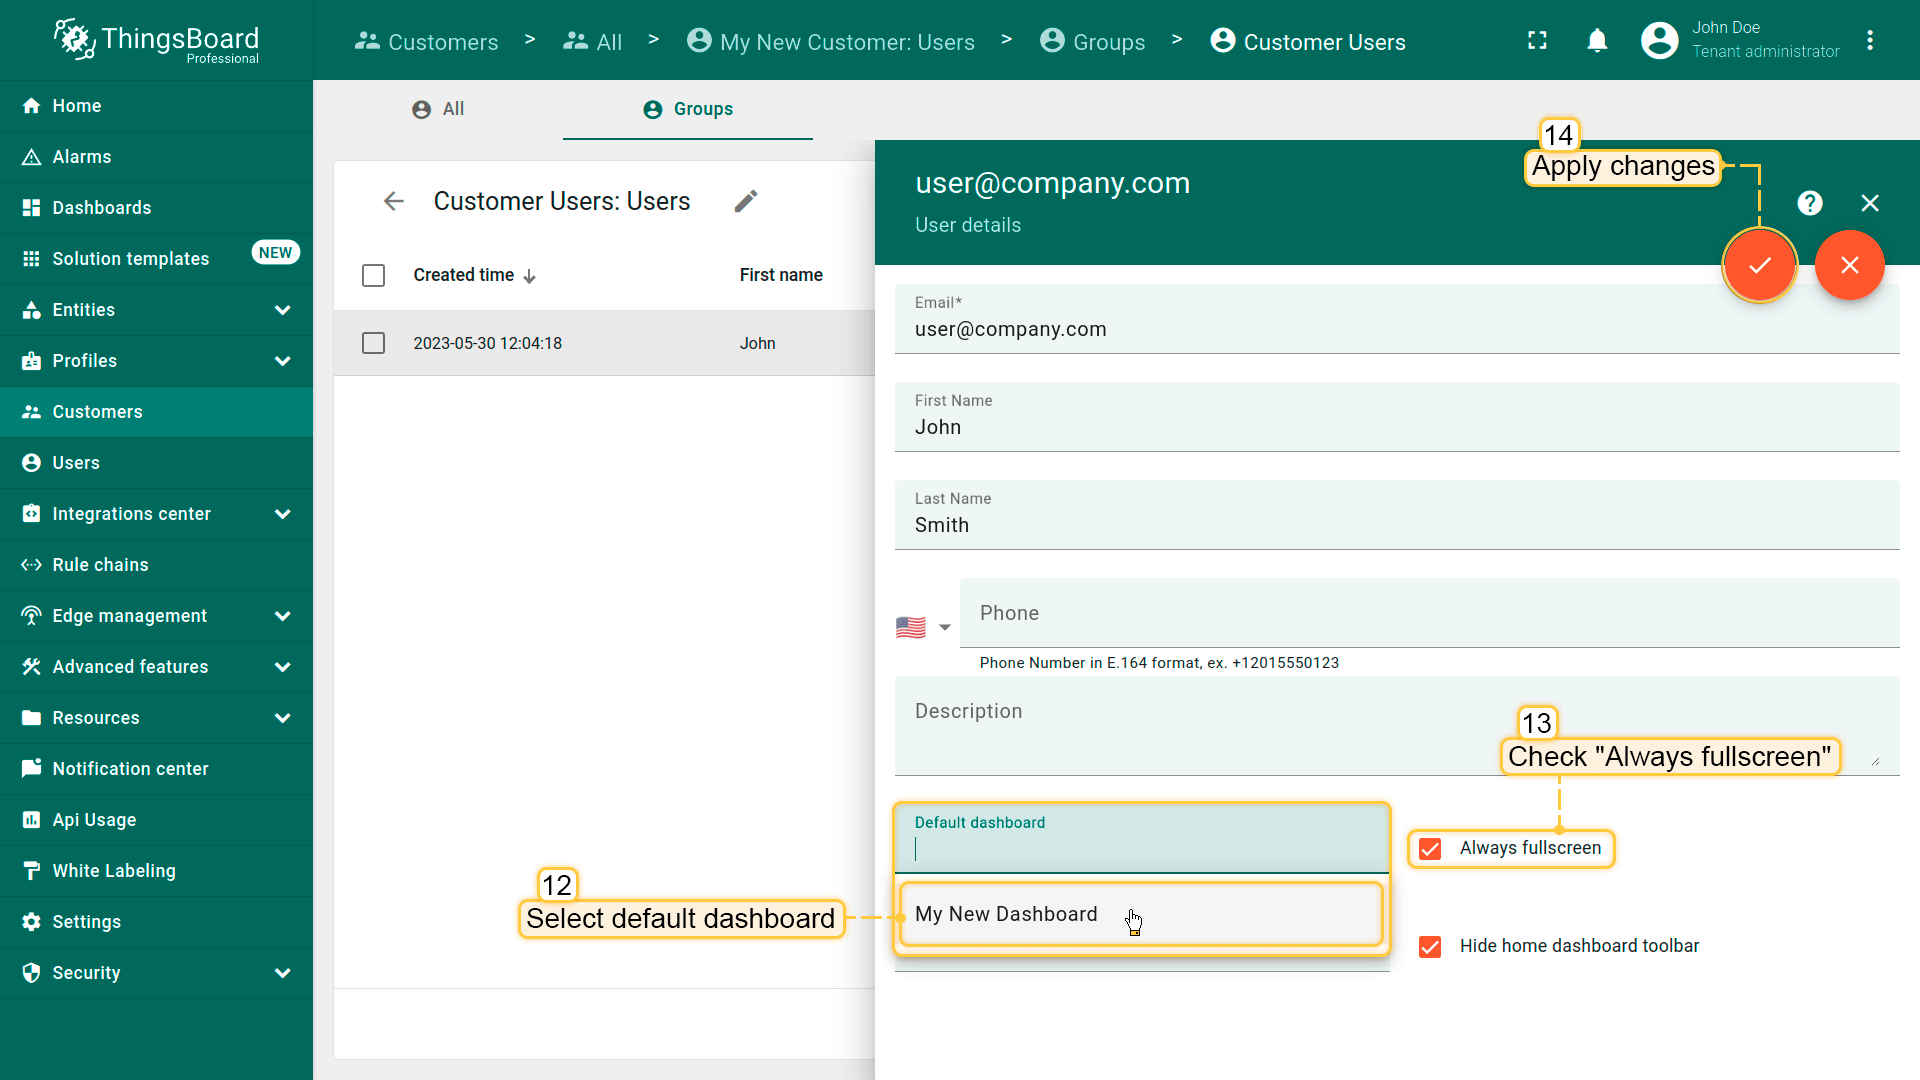 ThingsBoard
Professional
Customers > All > My New Customer: Users > Groups > Customer Users
John Doe
Tenant administrator
Home
Alarms
Dashboards
Solution templates NEW
Entities
Profiles
Customers
Users
Integrations center
Rule chains
Edge management
Advanced features
Resources
Notification center
Api Usage
White Labeling
Settings
Security
All
Groups
Customer Users: Users
Created time
First name
2023-05-30 12:04:18
John
user@company.com
User details
14
Apply changes
?
Email*
user@company.com
First Name
John
Last Name
Smith
Phone
Phone Number in E.164 format, ex. +12015550123
Description
13
Check "Always fullscreen"
Default dashboard
Always fullscreen
12
Select default dashboard
My New Dashboard
Hide home dashboard toolbar